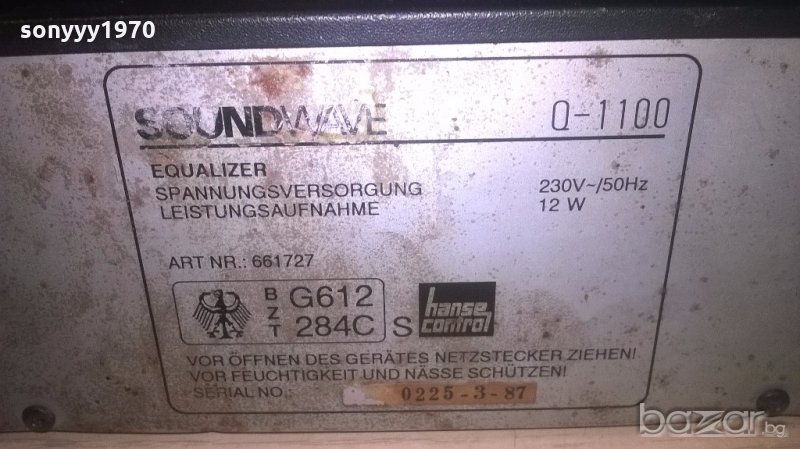 sonyyy1970
SOUNDWAVE Q-1100
EQUALIZER
SPANNUNGSVERSORGUNG 230V~/50Hz
LEISTUNGSAUFNAHME 12 W
ART NR.: 661727
BZT G612 284C S hanse control
VOR ÖFFNEN DES GERÄTES NETZSTECKER ZIEHEN!
VOR FEUCHTIGKEIT UND NÄSSE SCHÜTZEN!
SERIAL NO.: 0225-3-87
bazar.bg